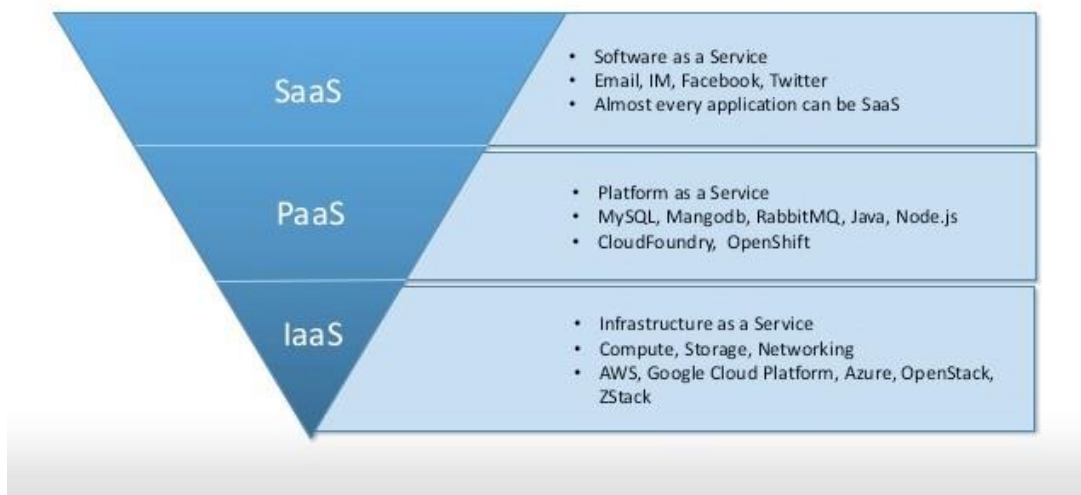 SaaS
• Software as a Service
• Email, IM, Facebook, Twitter
• Almost every application can be SaaS
PaaS
• Platform as a Service
• MySQL, Mangodb, RabbitMQ, Java, Node.js
• CloudFoundry, OpenShift
IaaS
• Infrastructure as a Service
• Compute, Storage, Networking
• AWS, Google Cloud Platform, Azure, OpenStack,
ZStack